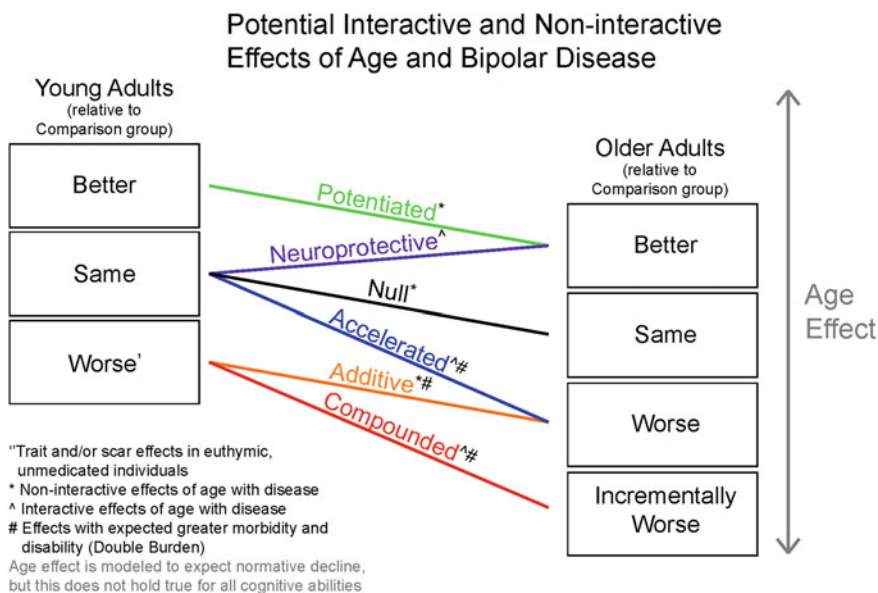 Potential Interactive and Non-interactive
Effects of Age and Bipolar Disease
Young Adults
(relative to
Comparison group)
Better
Same
Worse'
Potentiated*
Neuroprotective^
Null*
Accelerated^#
Additive*#
Compounded^#
Older Adults
(relative to
Comparison group)
Better
Same
Worse
Incrementally
Worse
Age
Effect
''Trait and/or scar effects in euthymic,
unmedicated individuals
* Non-interactive effects of age with disease
^ Interactive effects of age with disease
# Effects with expected greater morbidity and
disability (Double Burden)
Age effect is modeled to expect normative decline,
but this does not hold true for all cognitive abilities